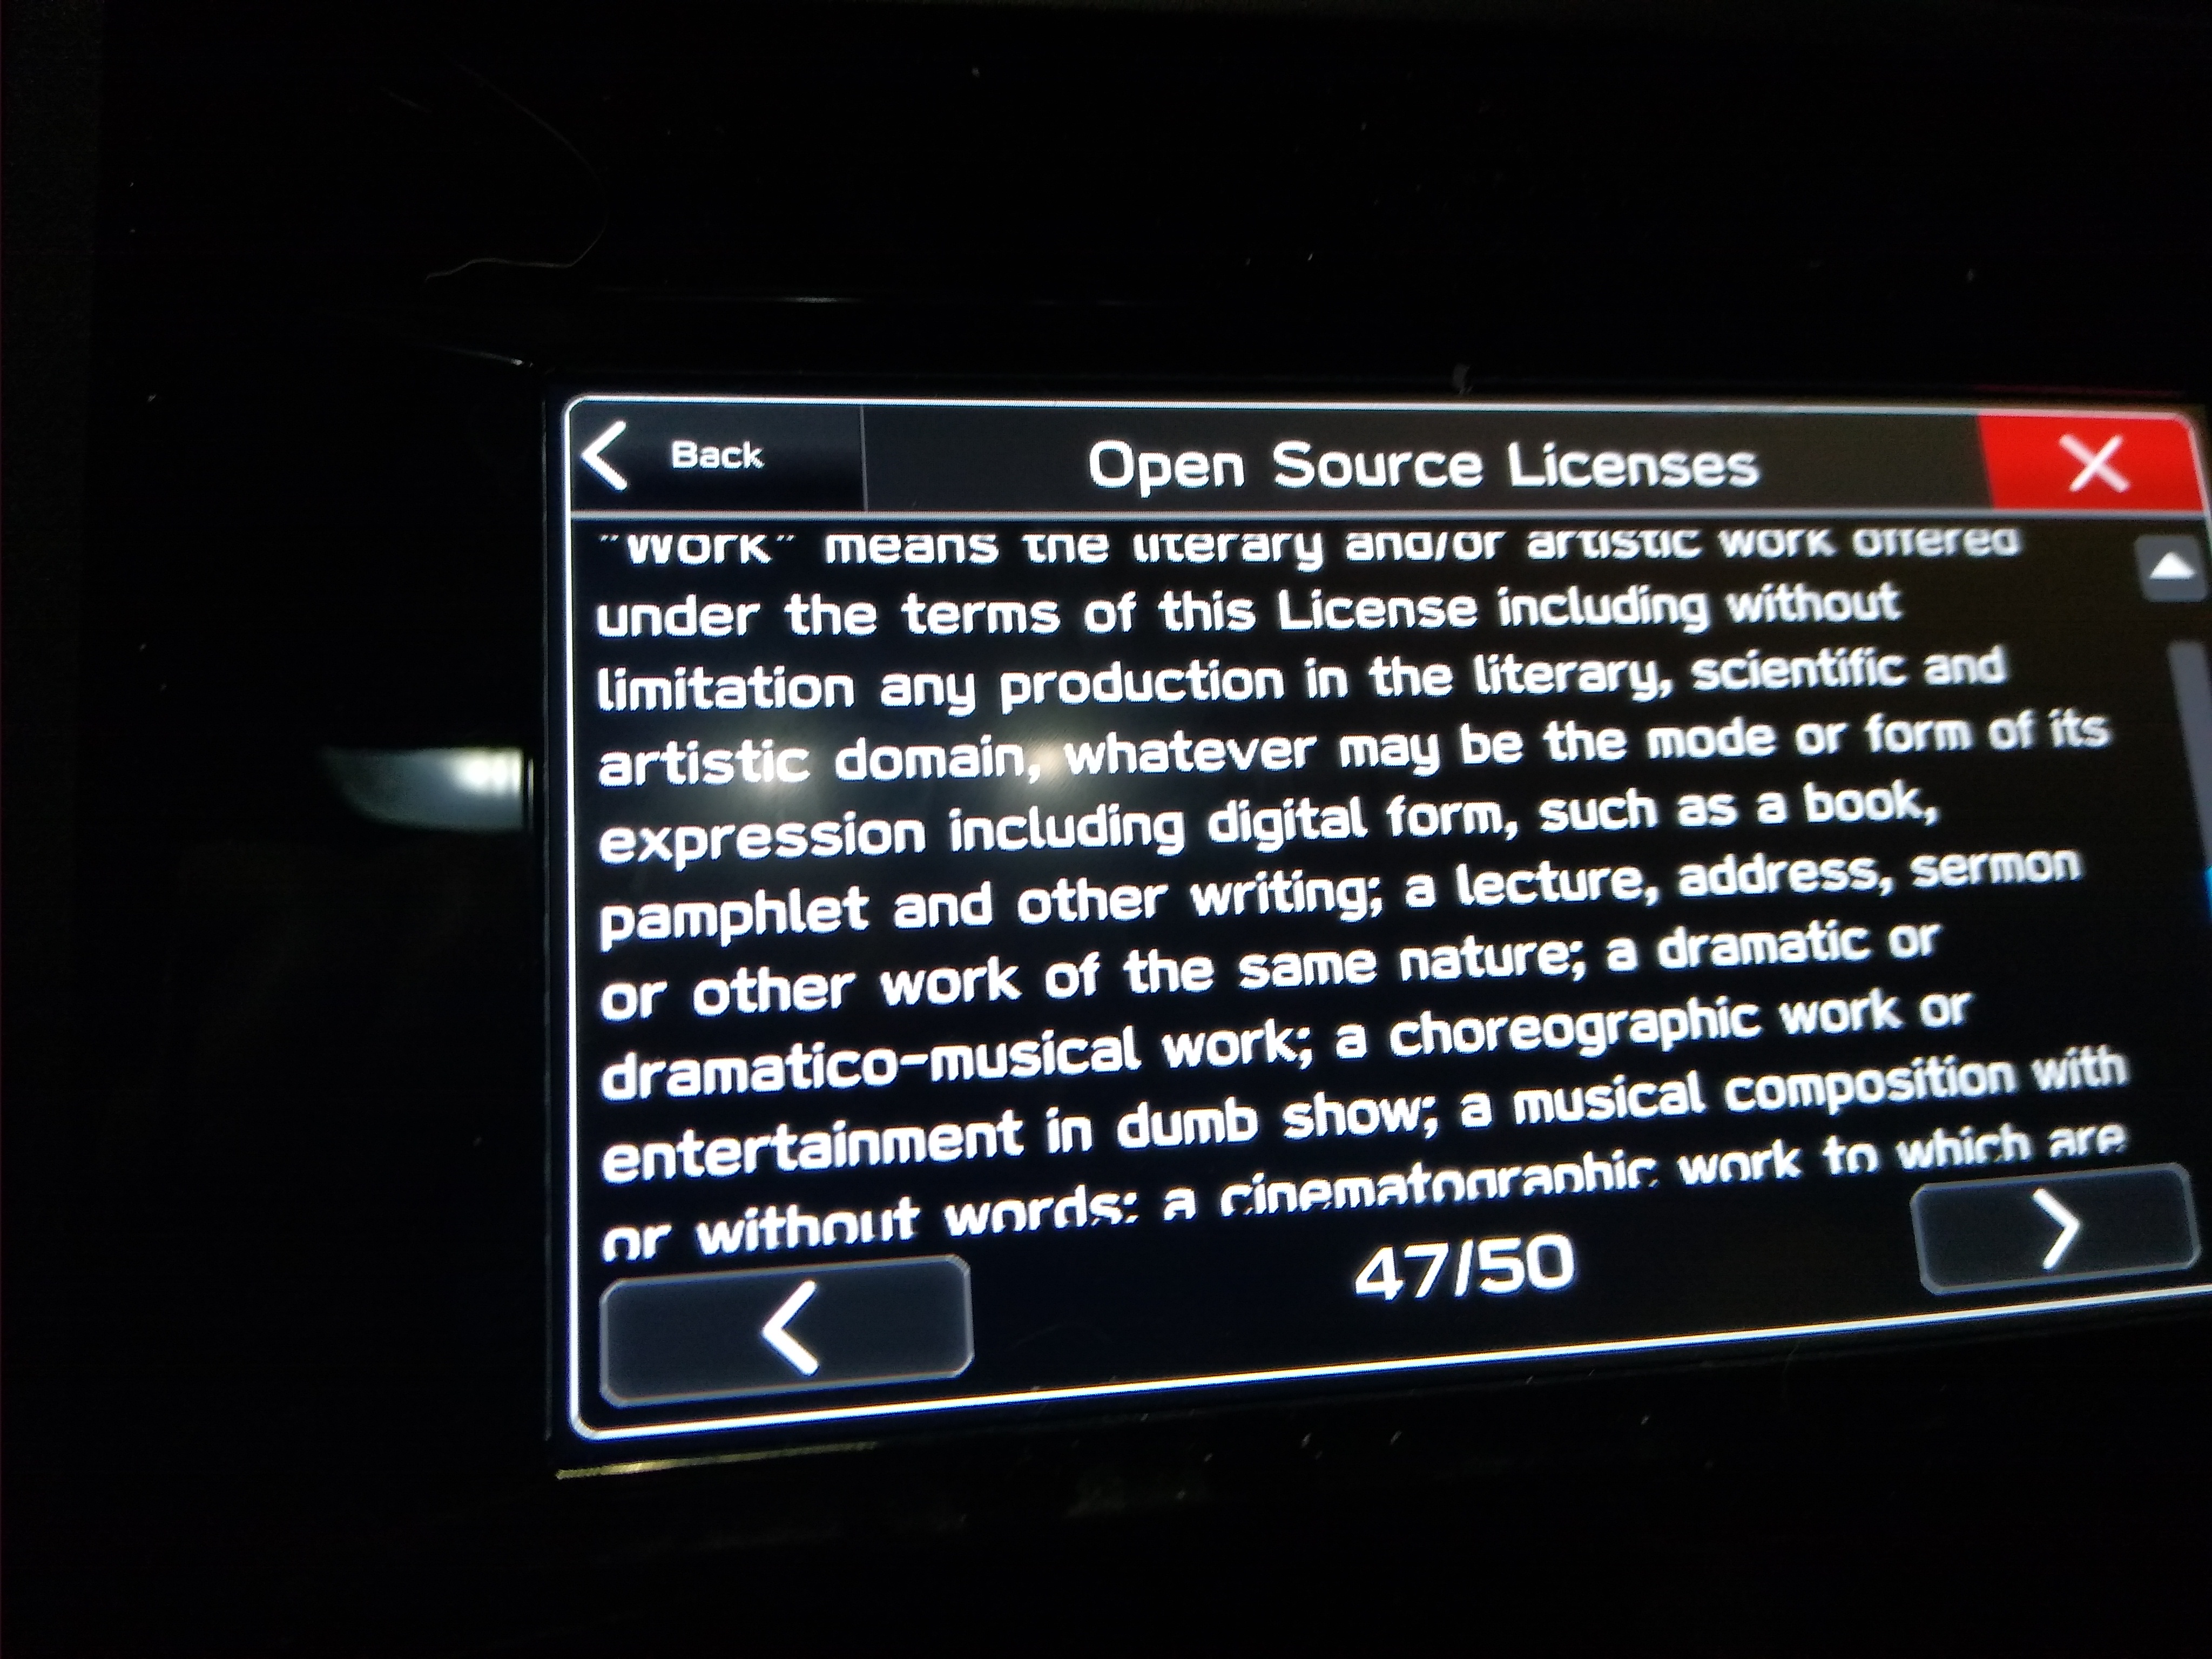 Back
Open Source Licenses
"Work" means the literary and/or artistic work offered
under the terms of this License including without
limitation any production in the literary, scientific and
artistic domain, whatever may be the mode or form of its
expression including digital form, such as a book,
pamphlet and other writing; a lecture, address, sermon
or other work of the same nature; a dramatic or
dramatico-musical work; a choreographic work or
entertainment in dumb show; a musical composition with
or without words; a cinematographic work to which are
47/50